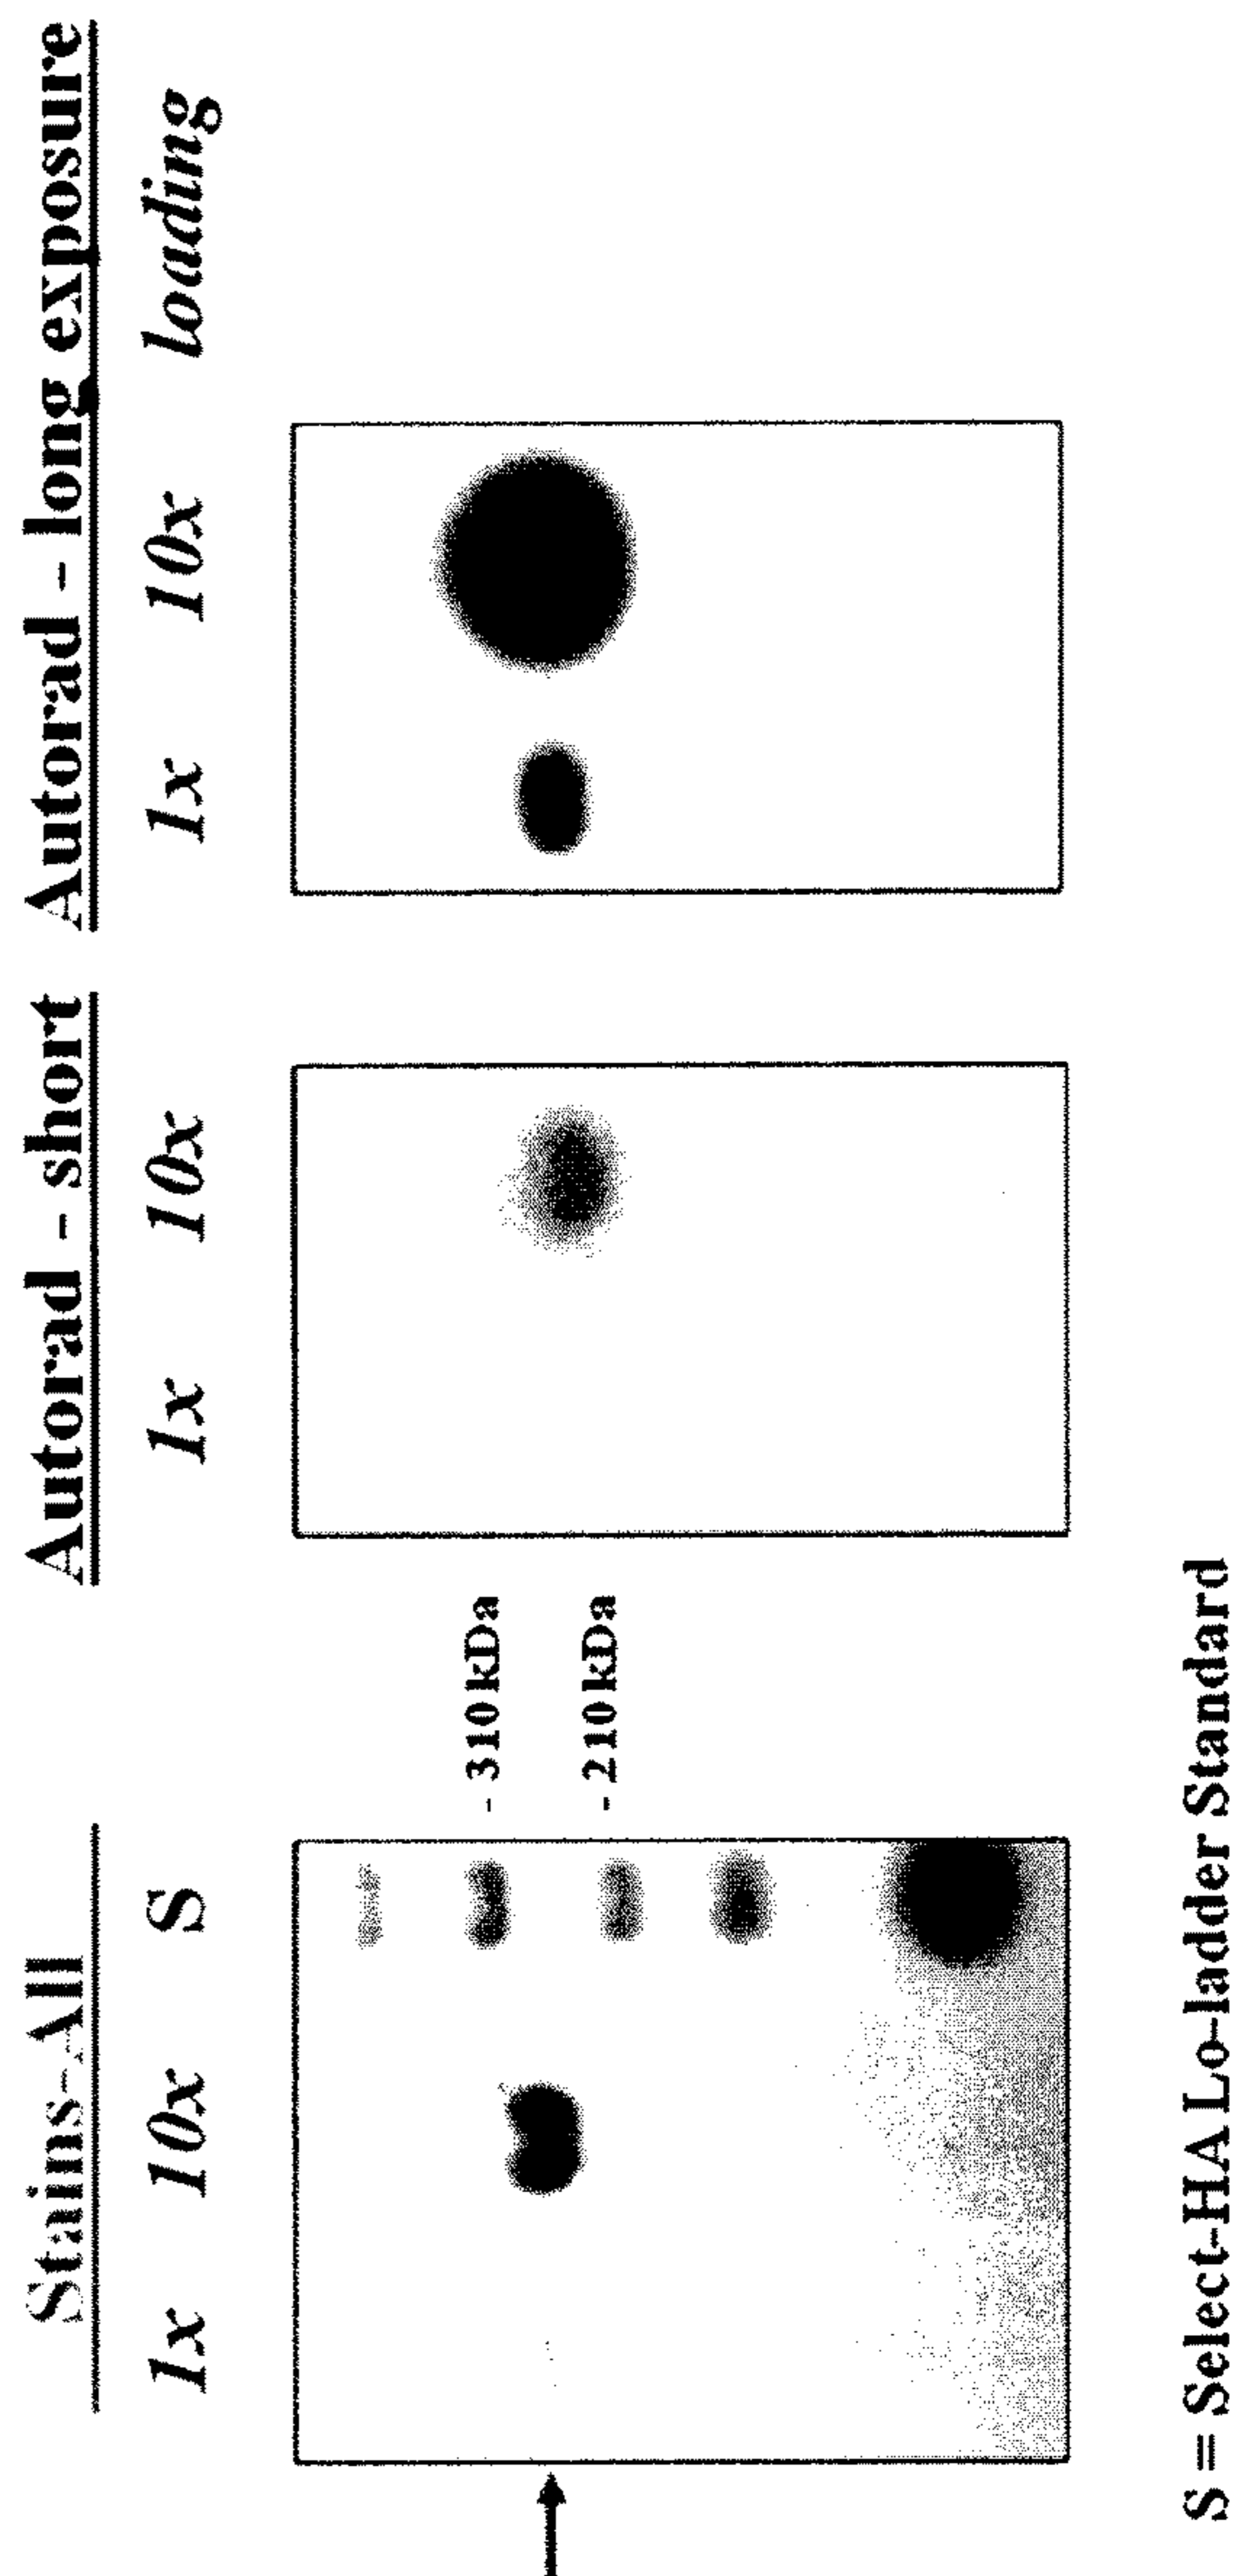 Stains-All Autorad - short Autorad - long exposure
1x 10x S 1x 10x 1x 10x loading
- 310 kDa
- 210 kDa
S = Select-HA Lo-ladder Standard